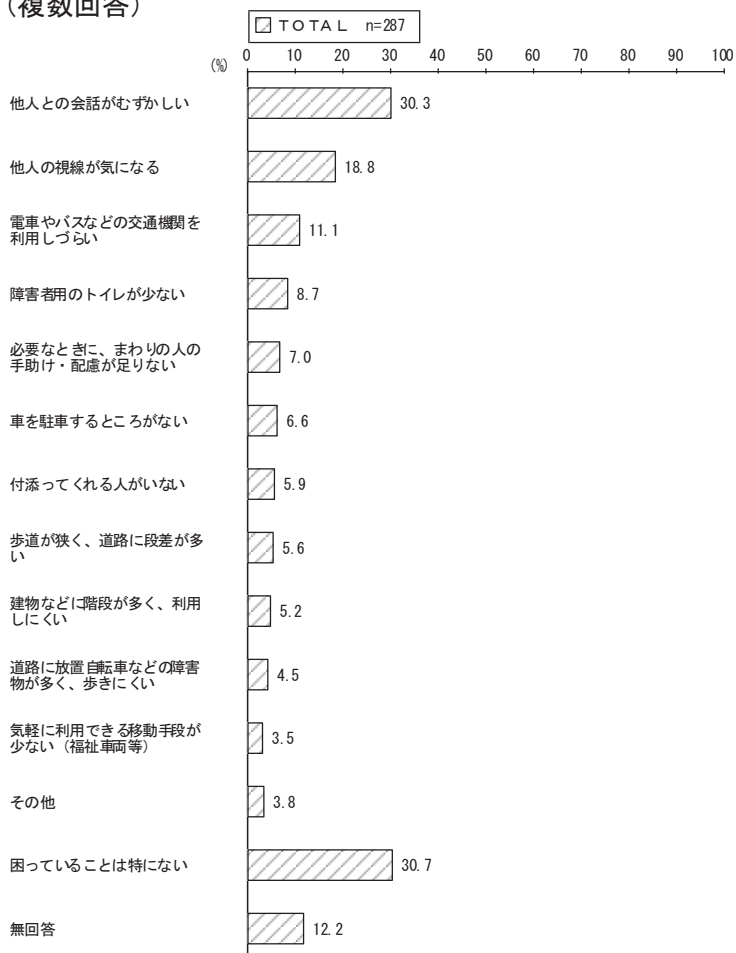 （複数回答）
ＴＯＴＡＬ n=287
(%) 0 10 20 30 40 50 60 70 80 90 100
他人との会話がむずかしい 30.3
他人の視線が気になる 18.8
電車やバスなどの交通機関を
利用しづらい 11.1
障害者用のトイレが少ない 8.7
必要なときに、まわりの人の
手助け・配慮が足りない 7.0
車を駐車するところがない 6.6
付添ってくれる人がいない 5.9
歩道が狭く、道路に段差が多
い 5.6
建物などに階段が多く、利用
しにくい 5.2
道路に放置自転車などの障害
物が多く、歩きにくい 4.5
気軽に利用できる移動手段が
少ない（福祉車両等） 3.5
その他 3.8
困っていることは特にない 30.7
無回答 12.2